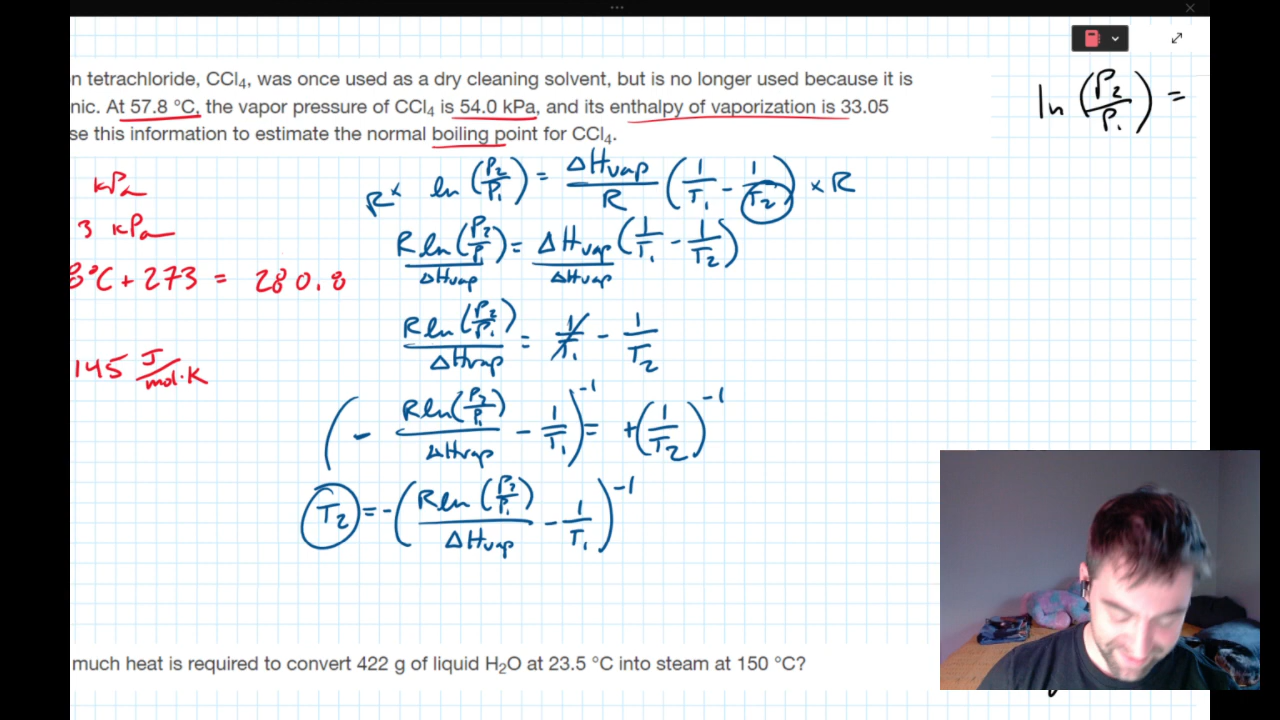 n tetrachloride, CCl₄, was once used as a dry cleaning solvent, but is no longer used because it is
nic. At 57.8 °C, the vapor pressure of CCl₄ is 54.0 kPa, and its enthalpy of vaporization is 33.05
se this information to estimate the normal boiling point for CCl₄.
ln (P₂/P₁) =
kPa
3 kPa
8°C + 273 = 280.8
145 J/mol·K
R × ln (P₂/P₁) = ΔHvap/R (1/T₁ - 1/T₂) × R
R ln (P₂/P₁)/ΔHvap = ΔHvap/ΔHvap (1/T₁ - 1/T₂)
R ln (P₂/P₁)/ΔHvap = 1/T₁ - 1/T₂
(- R ln (P₂/P₁)/ΔHvap - 1/T₁)⁻¹ = +(1/T₂)⁻¹
T₂ = -(R ln (P₂/P₁)/ΔHvap - 1/T₁)⁻¹
much heat is required to convert 422 g of liquid H₂O at 23.5 °C into steam at 150 °C?